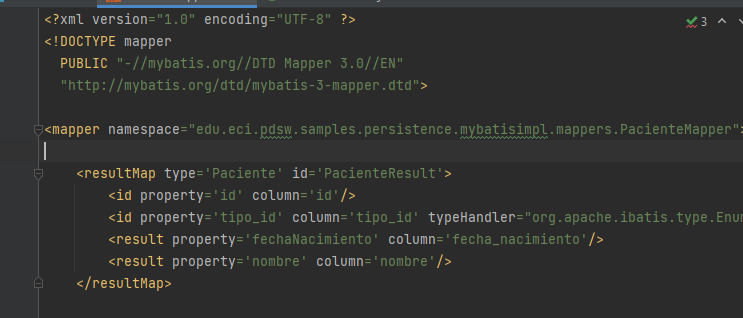 <?xml version="1.0" encoding="UTF-8" ?>
3
<!DOCTYPE mapper
PUBLIC "-//mybatis.org//DTD Mapper 3.0//EN"
"http://mybatis.org/dtd/mybatis-3-mapper.dtd">
<mapper namespace="edu.eci.pdsw.samples.persistence.mybatisimpl.mappers.PacienteMapper">
<resultMap type='Paciente' id='PacienteResult'>
<id property='id' column='id'/>
<id property='tipo_id' column='tipo_id' typeHandler="org.apache.ibatis.type.Enum
<result property='fechaNacimiento' column='fecha_nacimiento'/>
<result property='nombre' column='nombre'/>
</resultMap>